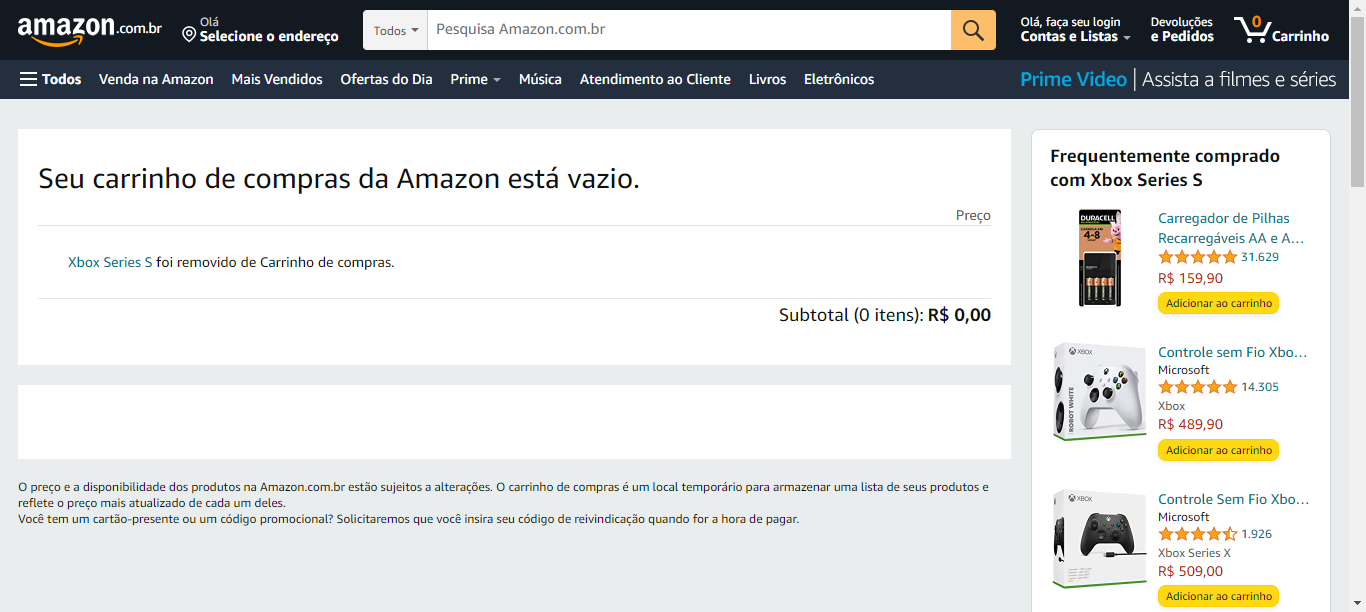 amazon.com.br
Olá
Selecione o endereço
Todos
Pesquisa Amazon.com.br
Olá, faça seu login
Contas e Listas
Devoluções
e Pedidos
0
Carrinho
Todos
Venda na Amazon
Mais Vendidos
Ofertas do Dia
Prime
Música
Atendimento ao Cliente
Livros
Eletrônicos
Prime Video | Assista a filmes e séries
Seu carrinho de compras da Amazon está vazio.
Preço
Xbox Series S foi removido de Carrinho de compras.
Subtotal (0 itens): R$ 0,00
O preço e a disponibilidade dos produtos na Amazon.com.br estão sujeitos a alterações. O carrinho de compras é um local temporário para armazenar uma lista de seus produtos e
reflete o preço mais atualizado de cada um deles.
Você tem um cartão-presente ou um código promocional? Solicitaremos que você insira seu código de reivindicação quando for a hora de pagar.
Frequentemente comprado
com Xbox Series S
DURACELL
4-8
Carregador de Pilhas
Recarregáveis AA e A…
31.629
R$ 159,90
Adicionar ao carrinho
XBOX
ROBOT WHITE
Controle sem Fio Xbo…
Microsoft
14.305
Xbox
R$ 489,90
Adicionar ao carrinho
XBOX
Controle Sem Fio Xbo…
Microsoft
1.926
Xbox Series X
R$ 509,00
Adicionar ao carrinho